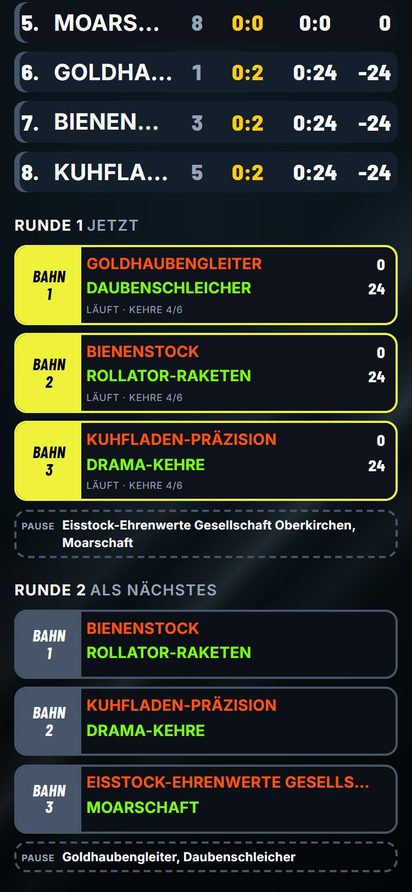 5. MOARS... 8 0:0 0:0 0
6. GOLDHA... 1 0:2 0:24 -24
7. BIENEN... 3 0:2 0:24 -24
8. KUHFLA... 5 0:2 0:24 -24
RUNDE 1 JETZT
BAHN 1
GOLDHAUBENGLEITER 0
DAUBENSCHLEICHER 24
LÄUFT · KEHRE 4/6
BAHN 2
BIENENSTOCK 0
ROLLATOR-RAKETEN 24
LÄUFT · KEHRE 4/6
BAHN 3
KUHFLADEN-PRÄZISION 0
DRAMA-KEHRE 24
LÄUFT · KEHRE 4/6
PAUSE Eisstock-Ehrenwerte Gesellschaft Oberkirchen,
Moarschaft
RUNDE 2 ALS NÄCHSTES
BAHN 1
BIENENSTOCK
ROLLATOR-RAKETEN
BAHN 2
KUHFLADEN-PRÄZISION
DRAMA-KEHRE
BAHN 3
EISSTOCK-EHRENWERTE GESELLS...
MOARSCHAFT
PAUSE Goldhaubengleiter, Daubenschleicher